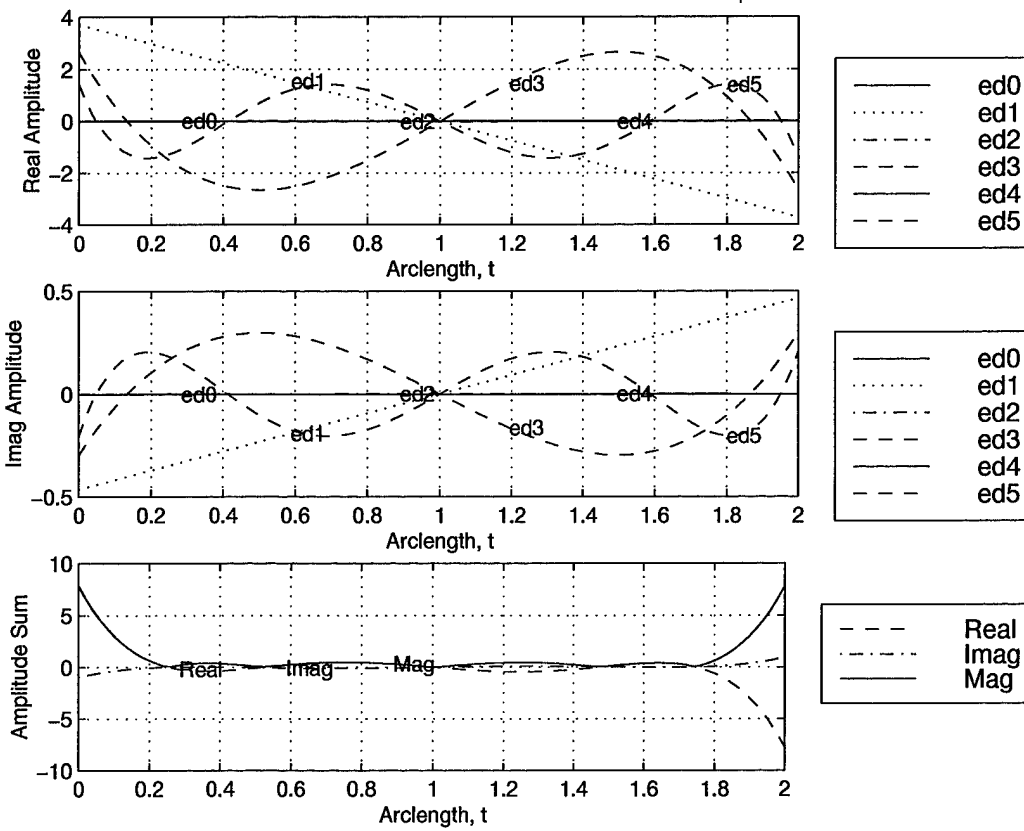 4
2
0
−2
−4
Real Amplitude
ed0
ed1
ed2
ed3
ed4
ed5
0 0.2 0.4 0.6 0.8 1 1.2 1.4 1.6 1.8 2
Arclength, t
ed0
ed1
ed2
ed3
ed4
ed5
0.5
0
−0.5
Imag Amplitude
ed0
ed1
ed2
ed3
ed4
ed5
0 0.2 0.4 0.6 0.8 1 1.2 1.4 1.6 1.8 2
Arclength, t
ed0
ed1
ed2
ed3
ed4
ed5
10
5
0
−5
−10
Amplitude Sum
Real
Imag
Mag
0 0.2 0.4 0.6 0.8 1 1.2 1.4 1.6 1.8 2
Arclength, t
Real
Imag
Mag